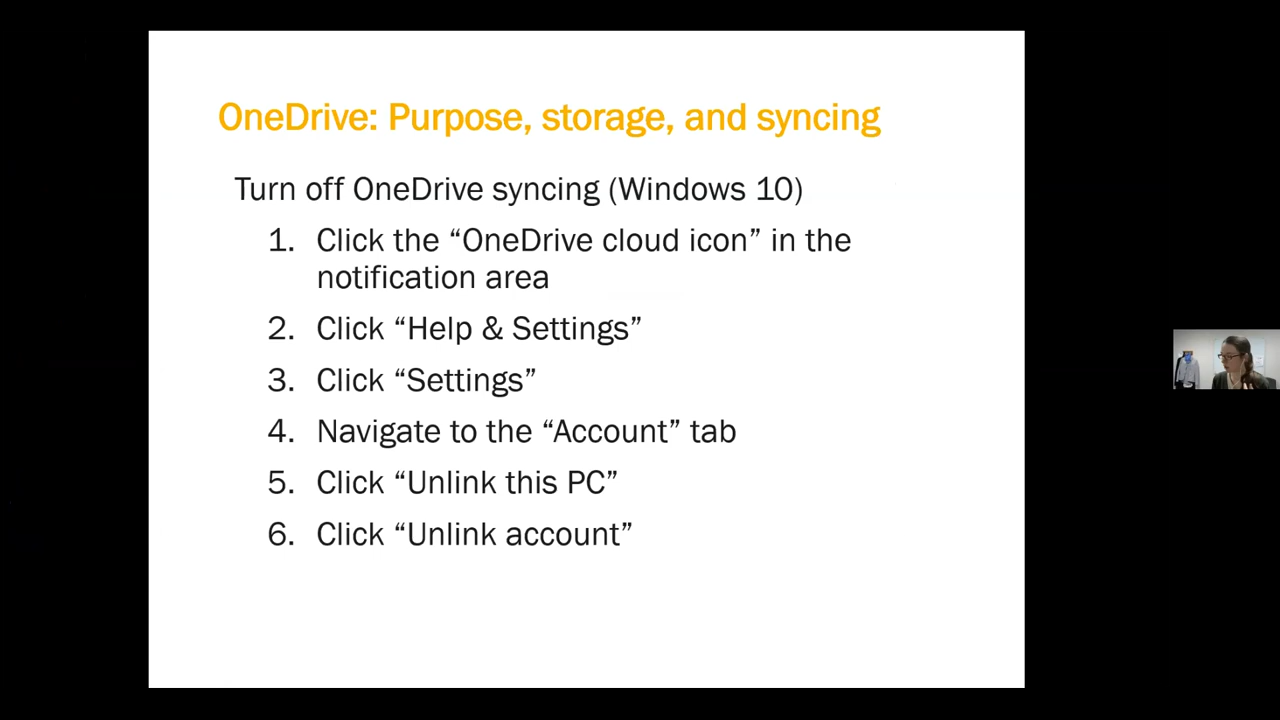 OneDrive: Purpose, storage, and syncing
Turn off OneDrive syncing (Windows 10)
1. Click the “OneDrive cloud icon” in the
notification area
2. Click “Help & Settings”
3. Click “Settings”
4. Navigate to the “Account” tab
5. Click “Unlink this PC”
6. Click “Unlink account”